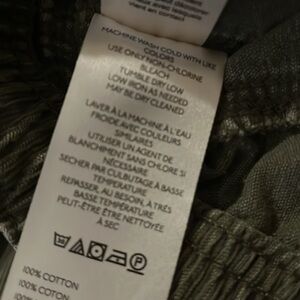 vient en contact
MACHINE WASH COLD WITH LIKE
COLORS
USE ONLY NON-CHLORINE
BLEACH
TUMBLE DRY LOW
LOW IRON AS NEEDED
MAY BE DRY CLEANED
LAVER À LA MACHINE À L'EAU
FROIDE AVEC COULEURS
SIMILAIRES
UTILISER UN AGENT DE
BLANCHIMENT SANS CHLORE SI
NÉCESSAIRE
SÉCHER PAR CULBUTAGE À BASSE
TEMPÉRATURE
REPASSER, AU BESOIN, À TRÈS
BASSE TEMPÉRATURE
PEUT-ÊTRE ÊTRE NETTOYÉE
À SEC
P
100% COTTON
100% COTON